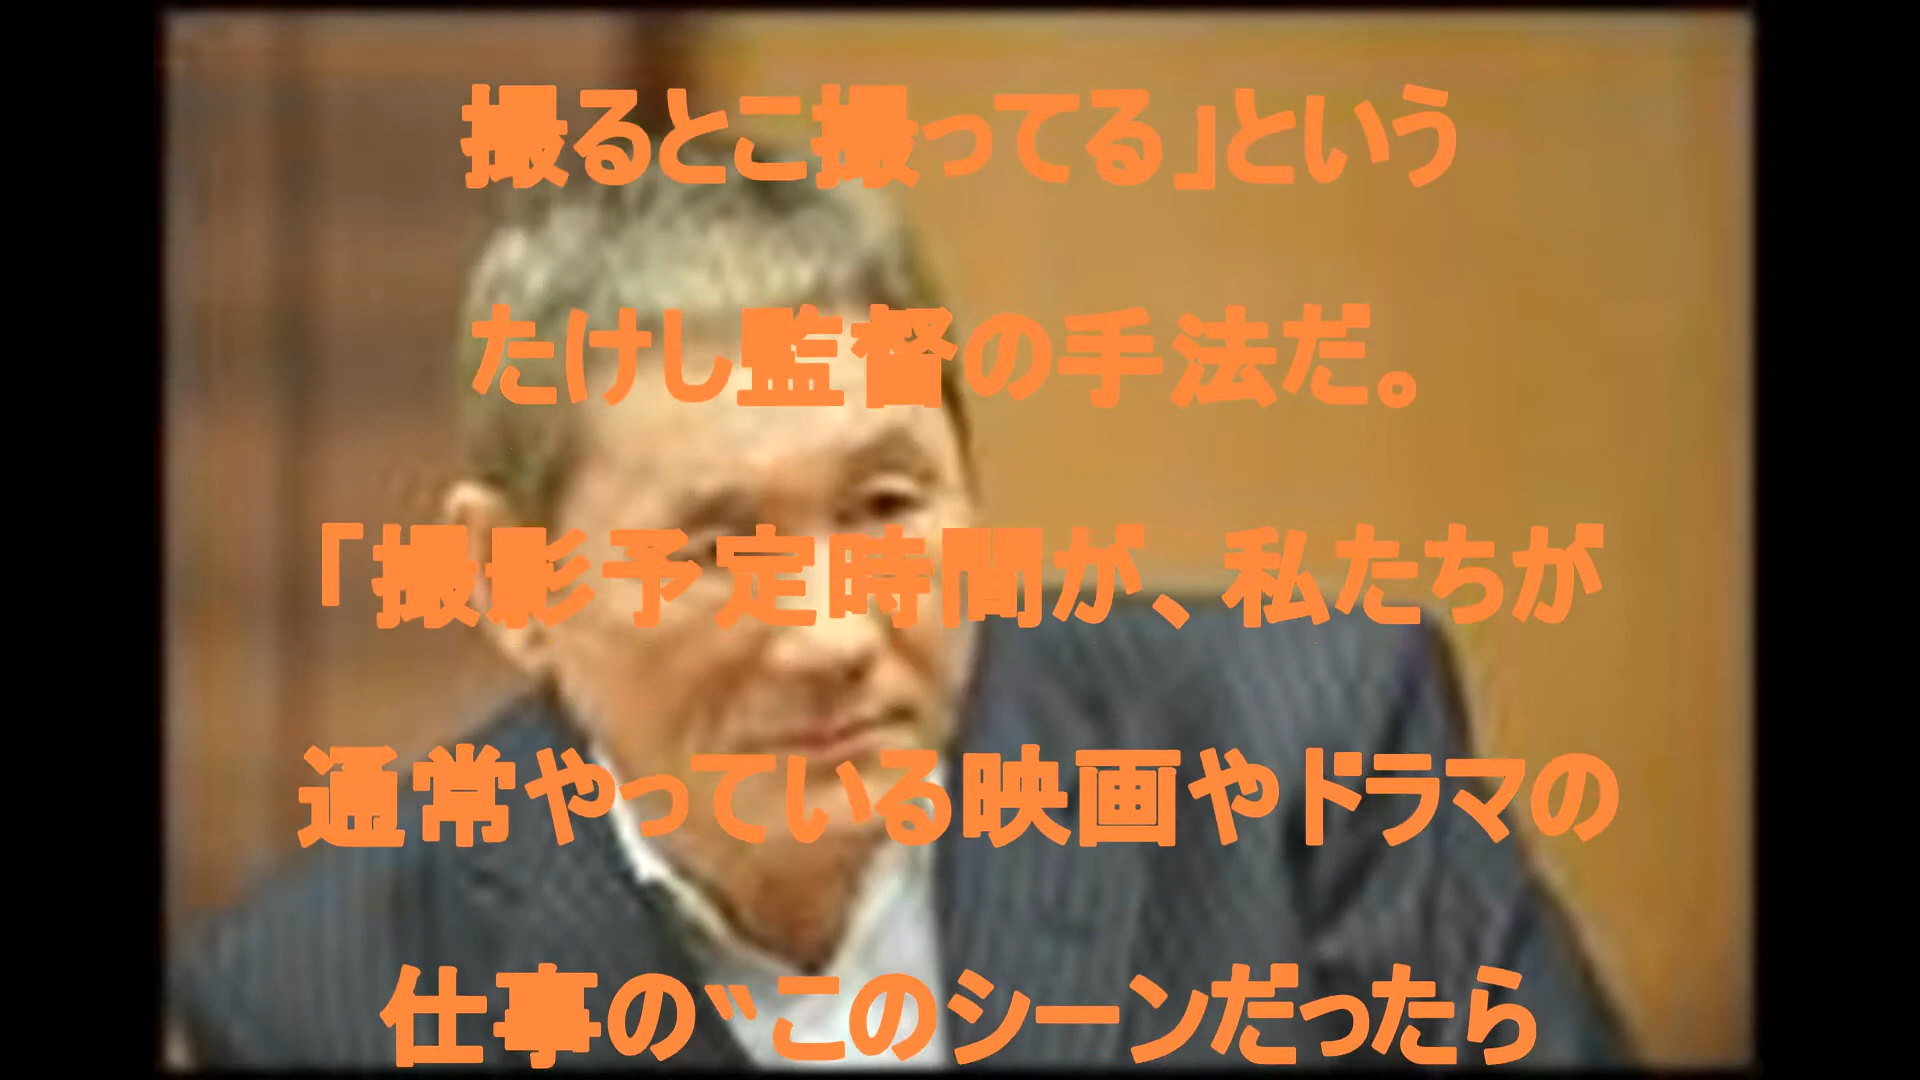 撮るとこ撮ってる」という
たけし監督の手法だ。
「撮影予定時間が、私たちが
通常やっている映画やドラマの
仕事の〝このシーンだったら